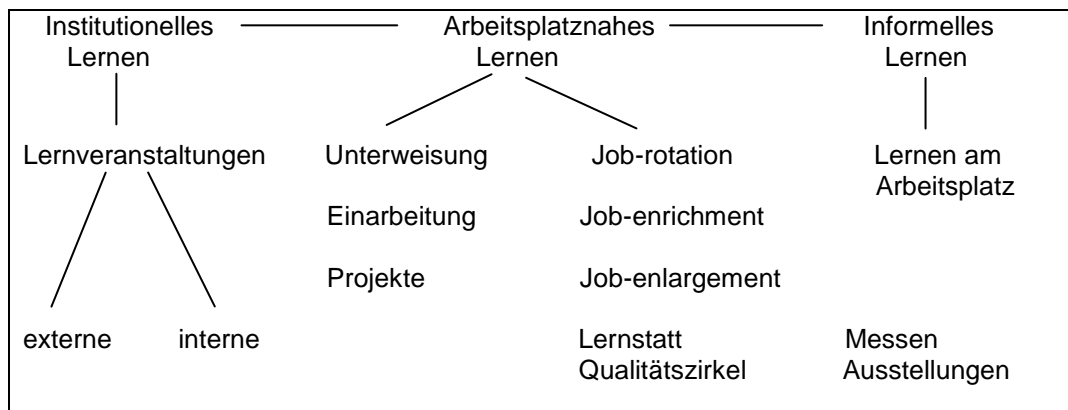 Institutionelles Arbeitsplatznahes Informelles
Lernen Lernen Lernen
Lernveranstaltungen Unterweisung Job-rotation Lernen am
Arbeitsplatz
Einarbeitung Job-enrichment
Projekte Job-enlargement
externe interne Lernstatt Messen
Qualitätszirkel Ausstellungen